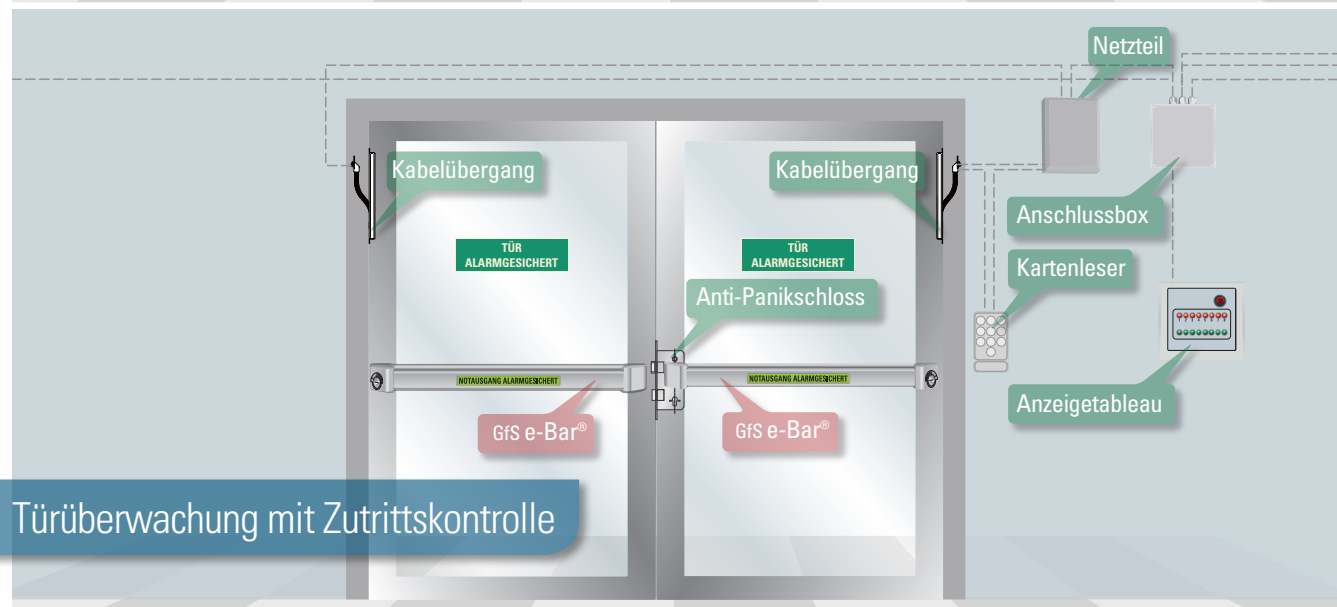 Netzteil
Kabelübergang
Kabelübergang
Anschlussbox
TÜR
ALARMGESICHERT
TÜR
ALARMGESICHERT
Kartenleser
Anti-Panikschloss
NOTAUSGANG ALARMGESICHERT
NOTAUSGANG ALARMGESICHERT
Anzeigetableau
GfS e-Bar®
GfS e-Bar®
Türüberwachung mit Zutrittskontrolle